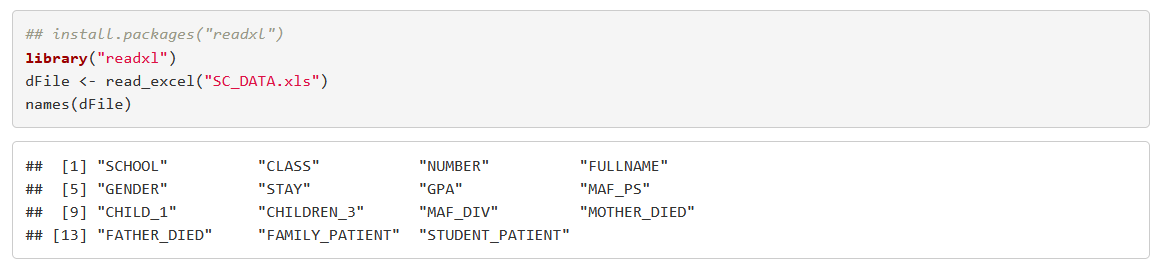 ## install.packages("readxl")
library("readxl")
dFile <- read_excel("SC_DATA.xls")
names(dFile)
##  [1] "SCHOOL"          "CLASS"           "NUMBER"          "FULLNAME"
##  [5] "GENDER"          "STAY"            "GPA"             "MAF_PS"
##  [9] "CHILD_1"         "CHILDREN_3"      "MAF_DIV"         "MOTHER_DIED"
## [13] "FATHER_DIED"     "FAMILY_PATIENT"  "STUDENT_PATIENT"